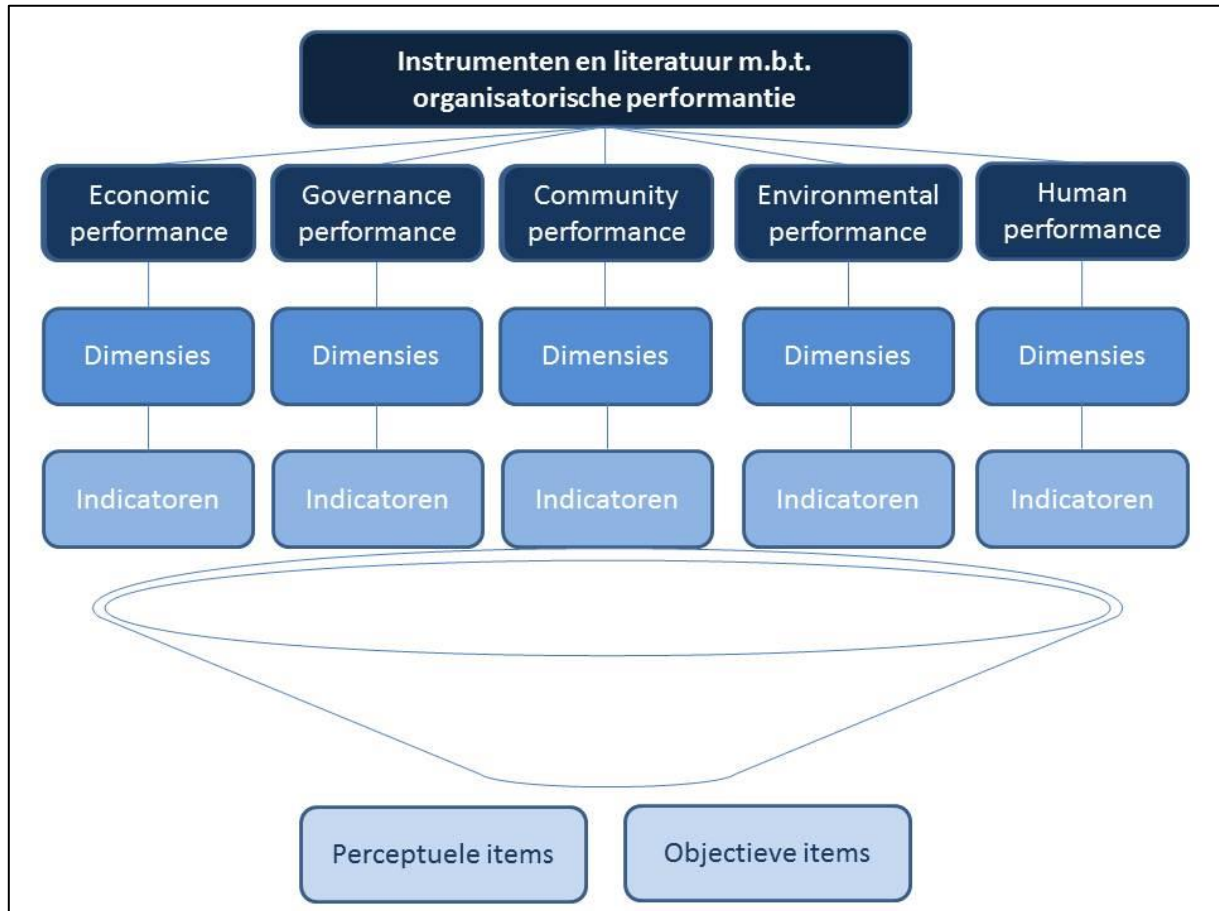 Instrumenten en literatuur m.b.t.
organisatorische performantie
Economic
performance
Governance
performance
Community
performance
Environmental
performance
Human
performance
Dimensies
Dimensies
Dimensies
Dimensies
Dimensies
Indicatoren
Indicatoren
Indicatoren
Indicatoren
Indicatoren
Perceptuele items
Objectieve items